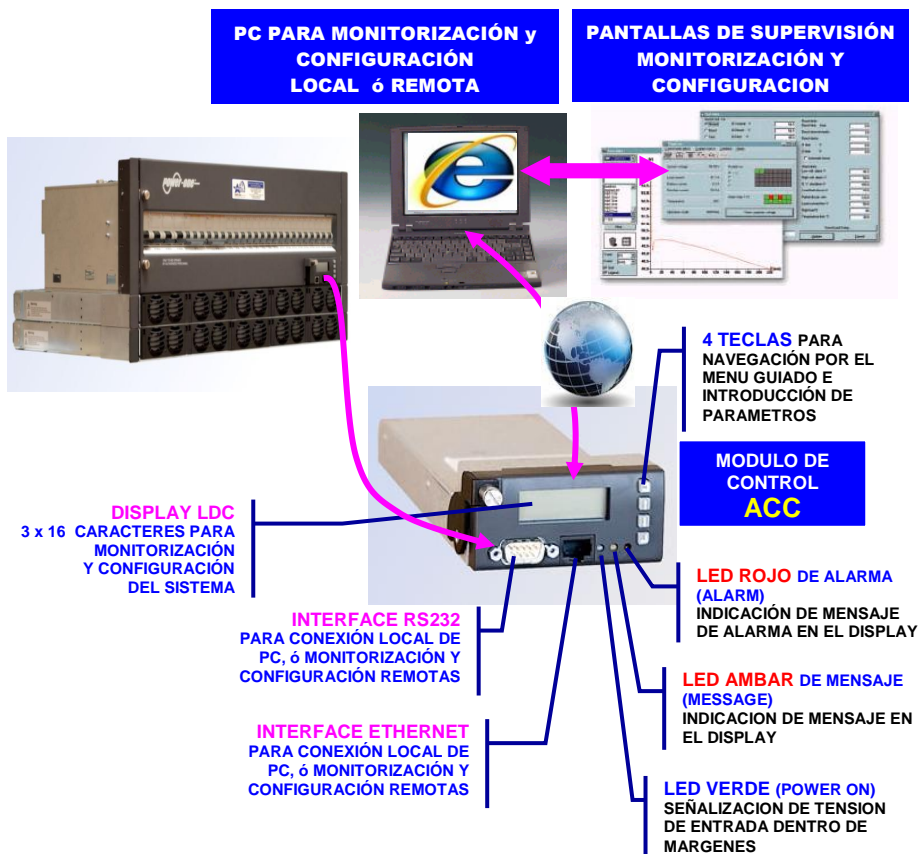 PC PARA MONITORIZACIÓN y
CONFIGURACIÓN
LOCAL ó REMOTA
PANTALLAS DE SUPERVISIÓN
MONITORIZACIÓN Y
CONFIGURACION
power-one
4 TECLAS PARA
NAVEGACIÓN POR EL
MENU GUIADO E
INTRODUCCIÓN DE
PARAMETROS
MODULO DE
CONTROL
ACC
DISPLAY LDC
3 x 16 CARACTERES PARA
MONITORIZACIÓN
Y CONFIGURACIÓN
DEL SISTEMA
LED ROJO DE ALARMA
(ALARM)
INDICACIÓN DE MENSAJE
DE ALARMA EN EL DISPLAY
INTERFACE RS232
PARA CONEXIÓN LOCAL DE
PC, ó MONITORIZACIÓN Y
CONFIGURACIÓN REMOTAS
LED AMBAR DE MENSAJE
(MESSAGE)
INDICACION DE MENSAJE EN
EL DISPLAY
INTERFACE ETHERNET
PARA CONEXIÓN LOCAL DE
PC, ó MONITORIZACIÓN Y
CONFIGURACIÓN REMOTAS
LED VERDE (POWER ON)
SEÑALIZACION DE TENSION
DE ENTRADA DENTRO DE
MARGENES